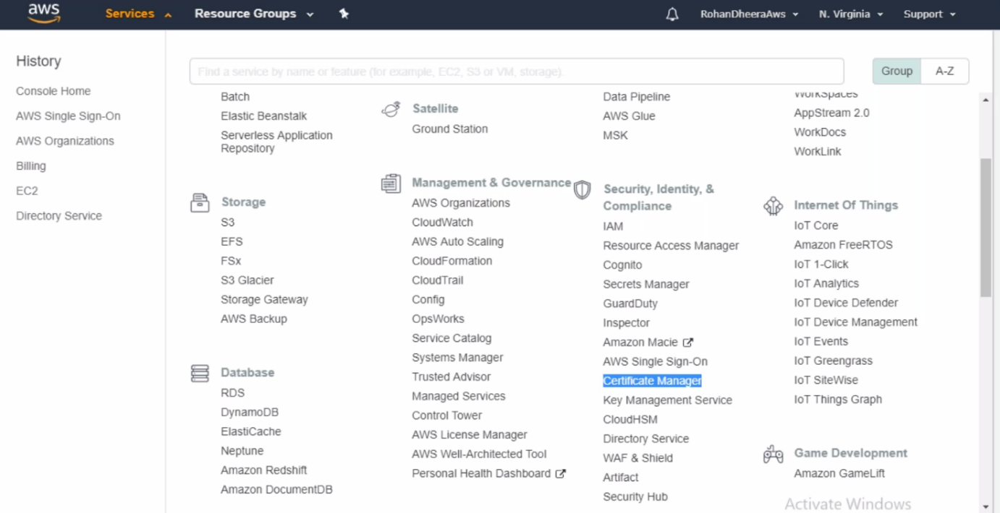 aws
Services
Resource Groups
RohanDheeraAws
N. Virginia
Support
History
Console Home
AWS Single Sign-On
AWS Organizations
Billing
EC2
Directory Service
Find a service by name or feature (for example, EC2, S3 or VM, storage).
Group
A-Z
Batch
Elastic Beanstalk
Serverless Application
Repository
Storage
S3
EFS
FSx
S3 Glacier
Storage Gateway
AWS Backup
Database
RDS
DynamoDB
ElastiCache
Neptune
Amazon Redshift
Amazon DocumentDB
Satellite
Ground Station
Management & Governance
AWS Organizations
CloudWatch
AWS Auto Scaling
CloudFormation
CloudTrail
Config
OpsWorks
Service Catalog
Systems Manager
Trusted Advisor
Managed Services
Control Tower
AWS License Manager
AWS Well-Architected Tool
Personal Health Dashboard
Data Pipeline
AWS Glue
MSK
Security, Identity, &
Compliance
IAM
Resource Access Manager
Cognito
Secrets Manager
GuardDuty
Inspector
Amazon Macie
AWS Single Sign-On
Certificate Manager
Key Management Service
CloudHSM
Directory Service
WAF & Shield
Artifact
Security Hub
WorkSpaces
AppStream 2.0
WorkDocs
WorkLink
Internet Of Things
IoT Core
Amazon FreeRTOS
IoT 1-Click
IoT Analytics
IoT Device Defender
IoT Device Management
IoT Events
IoT Greengrass
IoT SiteWise
IoT Things Graph
Game Development
Amazon GameLift
Activate Windows